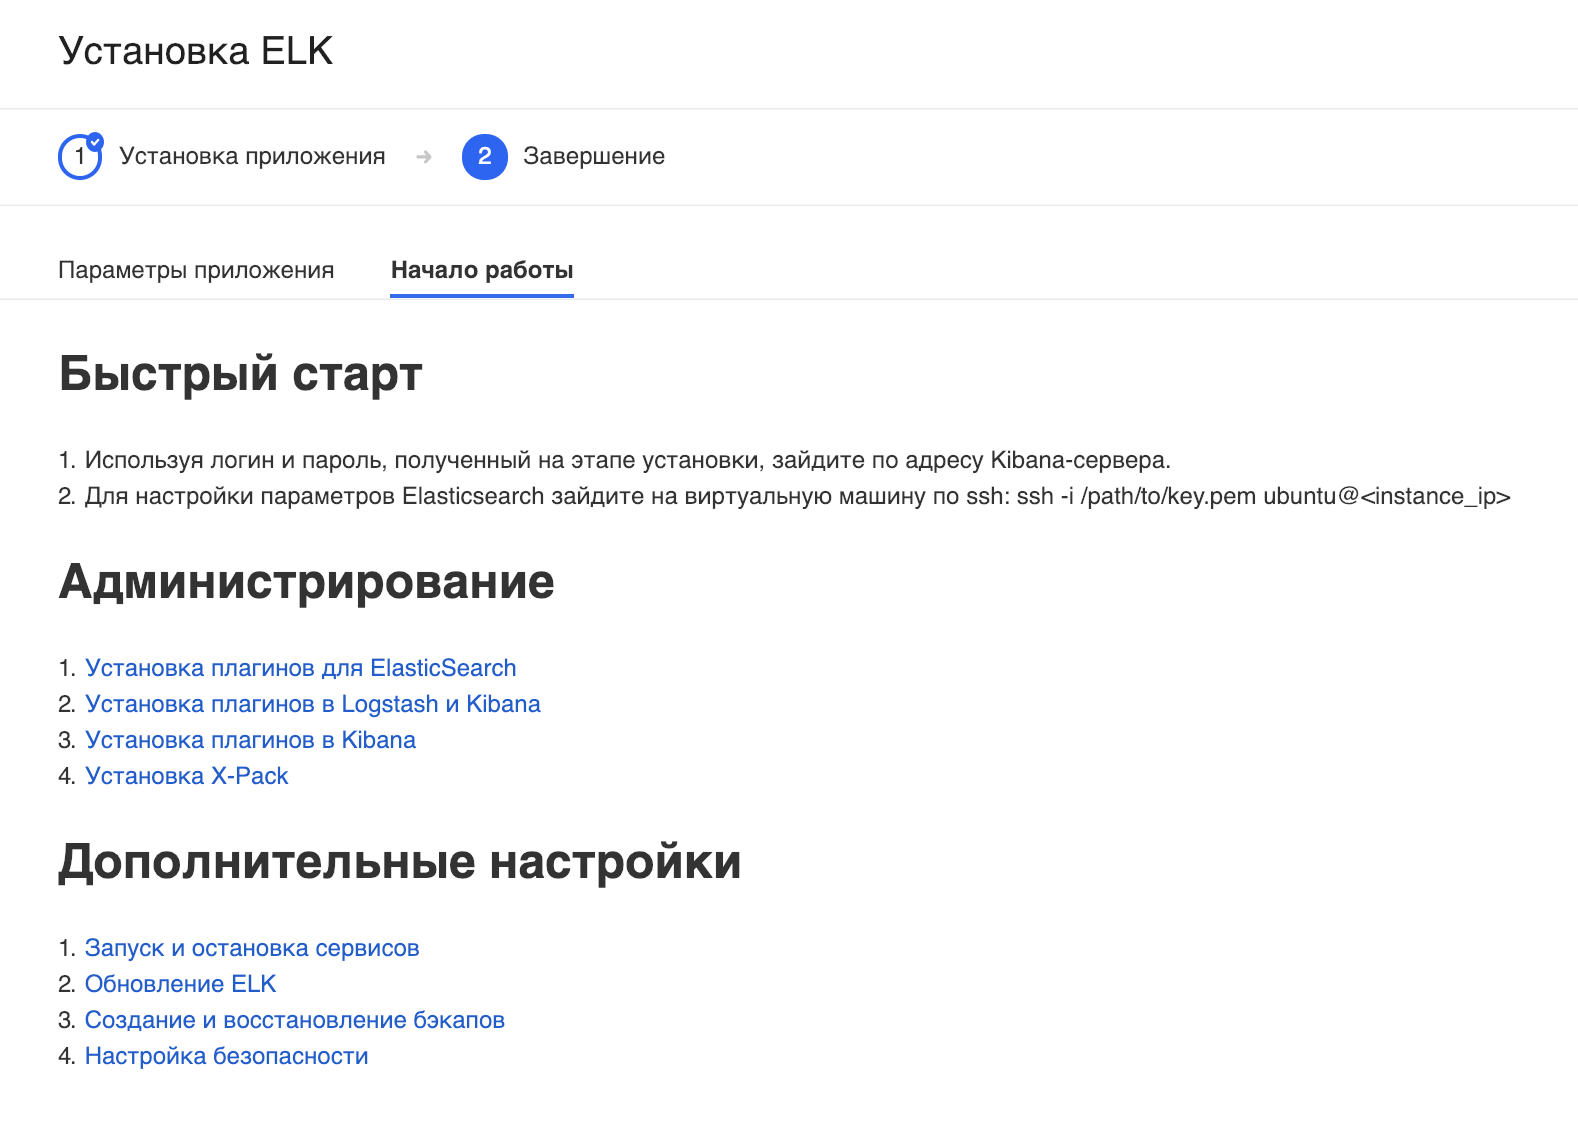 Установка ELK
1 Установка приложения → 2 Завершение
Параметры приложения Начало работы
Быстрый старт
1. Используя логин и пароль, полученный на этапе установки, зайдите по адресу Kibana-сервера.
2. Для настройки параметров Elasticsearch зайдите на виртуальную машину по ssh: ssh -i /path/to/key.pem ubuntu@<instance_ip>
Администрирование
1. Установка плагинов для ElasticSearch
2. Установка плагинов в Logstash и Kibana
3. Установка плагинов в Kibana
4. Установка X-Pack
Дополнительные настройки
1. Запуск и остановка сервисов
2. Обновление ELK
3. Создание и восстановление бэкапов
4. Настройка безопасности